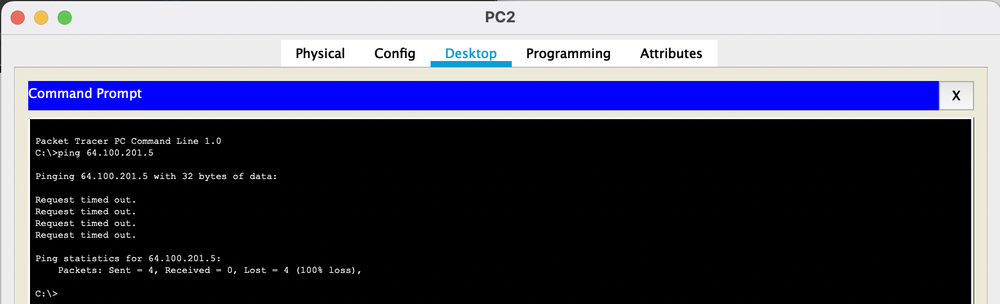 PC2
Physical Config Desktop Programming Attributes
Command Prompt
X
Packet Tracer PC Command Line 1.0
C:\>ping 64.100.201.5
Pinging 64.100.201.5 with 32 bytes of data:
Request timed out.
Request timed out.
Request timed out.
Request timed out.
Ping statistics for 64.100.201.5:
    Packets: Sent = 4, Received = 0, Lost = 4 (100% loss),
C:\>